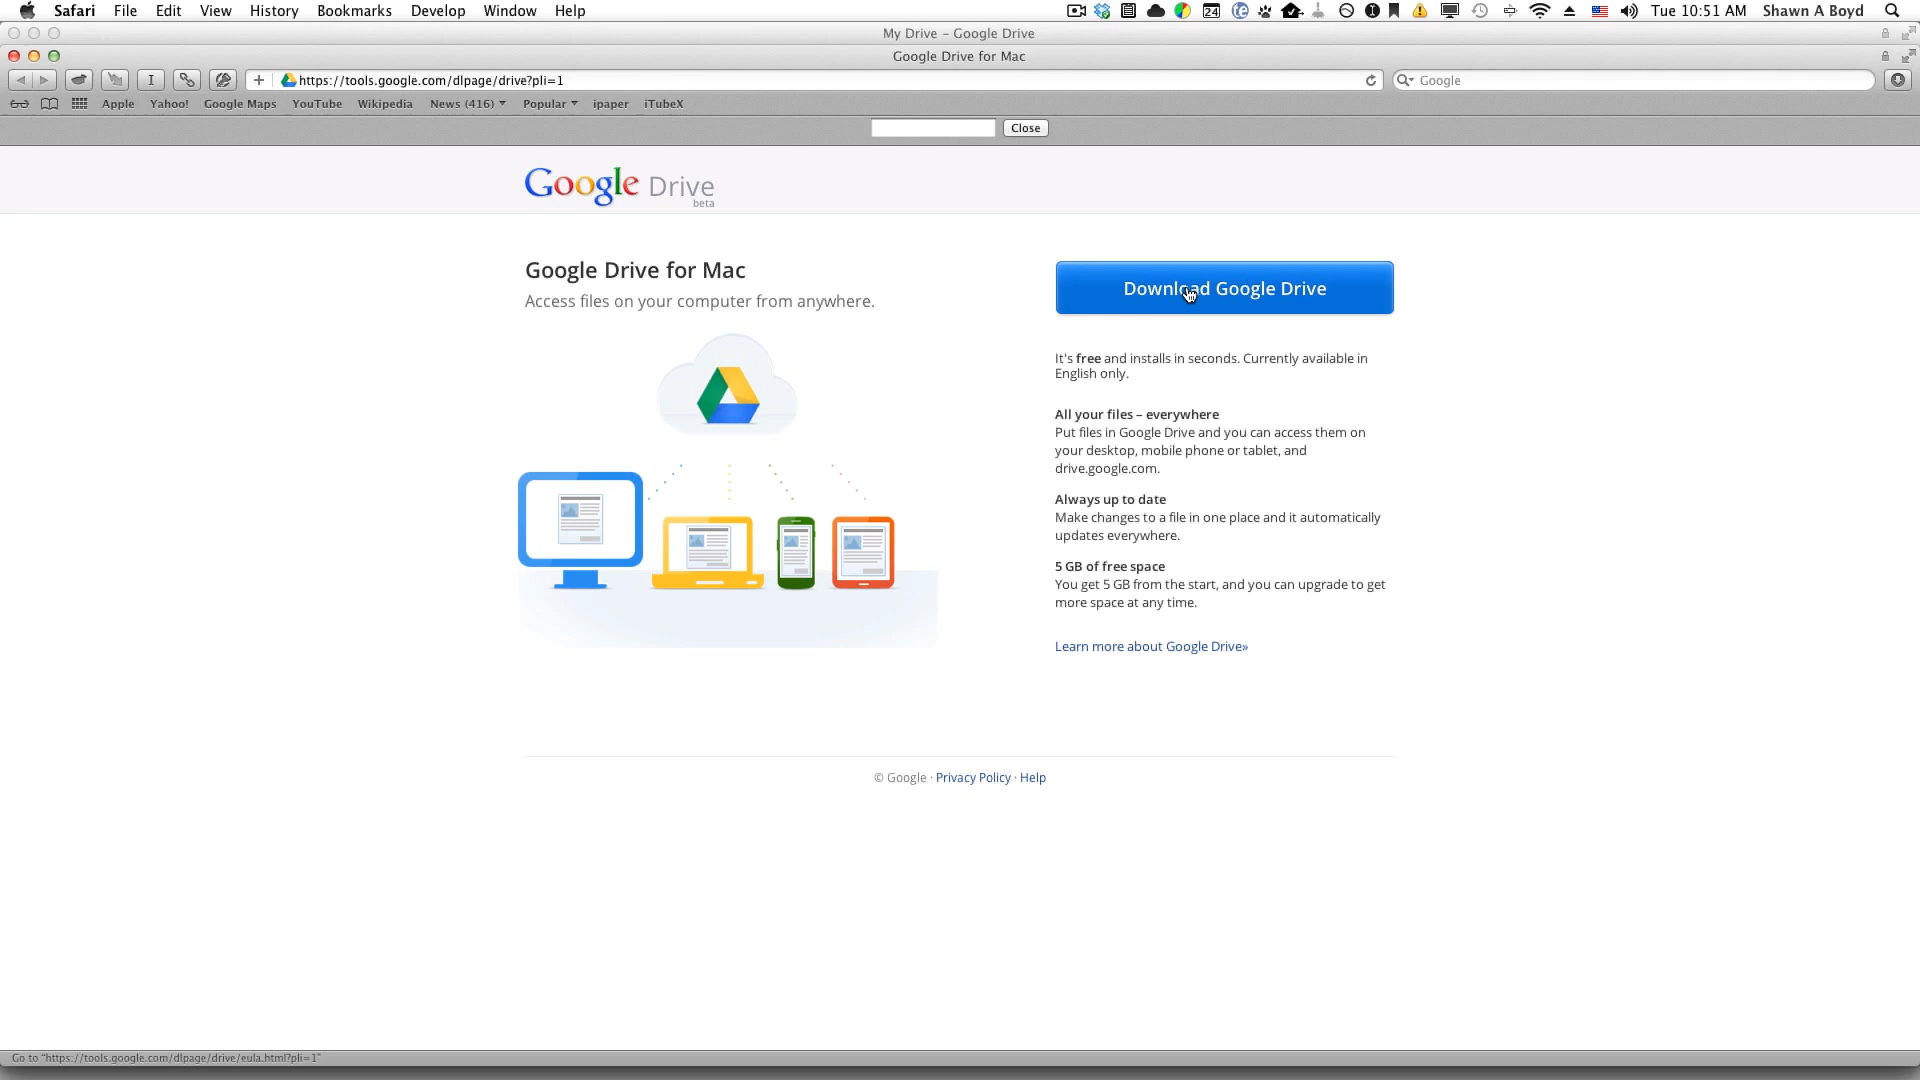 Safari File Edit View History Bookmarks Develop Window Help 24 Tue 10:51 AM Shawn A Boyd
My Drive – Google Drive
Google Drive for Mac
https://tools.google.com/dlpage/drive?pli=1 Google
Apple Yahoo! Google Maps YouTube Wikipedia News (416) Popular ipaper iTubeX
Close
Google Drive
beta
Google Drive for Mac
Access files on your computer from anywhere.
Download Google Drive
It's free and installs in seconds. Currently available in
English only.
All your files – everywhere
Put files in Google Drive and you can access them on
your desktop, mobile phone or tablet, and
drive.google.com.
Always up to date
Make changes to a file in one place and it automatically
updates everywhere.
5 GB of free space
You get 5 GB from the start, and you can upgrade to get
more space at any time.
Learn more about Google Drive»
© Google · Privacy Policy · Help
Go to "https://tools.google.com/dlpage/drive/eula.html?pli=1"